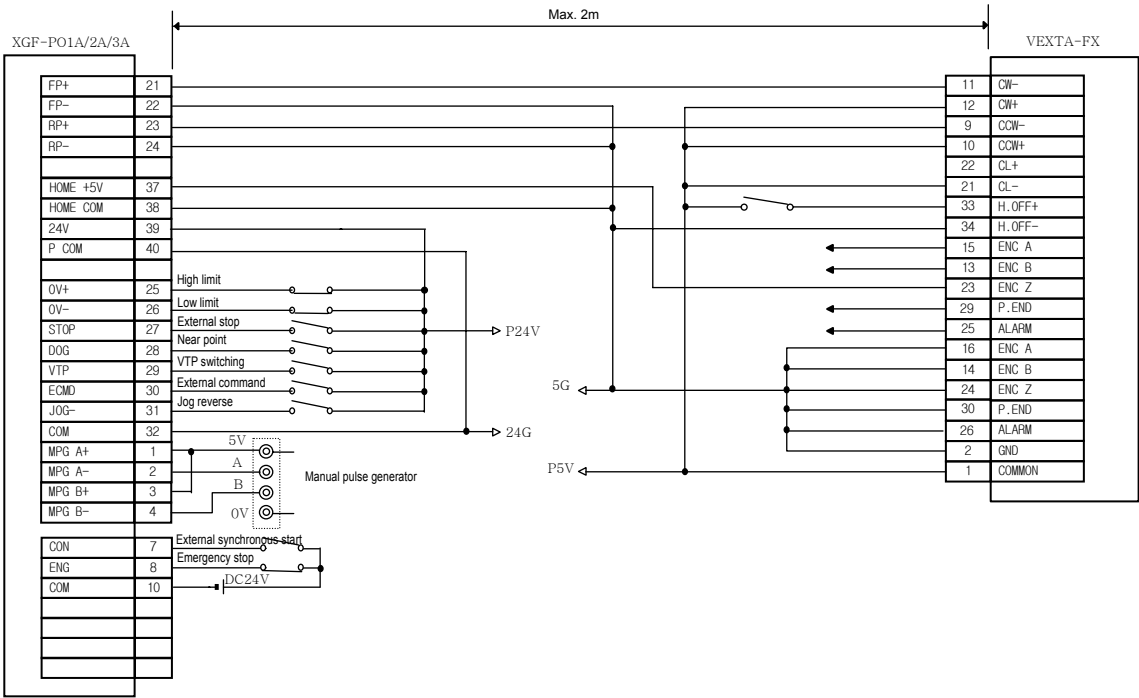 Max. 2m
XGF-PO1A/2A/3A
VEXTA-FX
FP+ 21
FP- 22
RP+ 23
RP- 24
HOME +5V 37
HOME COM 38
24V 39
P COM 40
0V+ 25 High limit
0V- 26 Low limit
STOP 27 External stop
DOG 28 Near point
VTP 29 VTP switching
ECMD 30 External command
JOG- 31 Jog reverse
COM 32
MPG A+ 1
MPG A- 2
MPG B+ 3
MPG B- 4
5V
A
B
0V
Manual pulse generator
CON 7 External synchronous start
ENG 8 Emergency stop
COM 10 DC24V
P24V
24G
5G
P5V
11 CW-
12 CW+
9 CCW-
10 CCW+
22 CL+
21 CL-
33 H.OFF+
34 H.OFF-
15 ENC A
13 ENC B
23 ENC Z
29 P.END
25 ALARM
16 ENC A
14 ENC B
24 ENC Z
30 P.END
26 ALARM
2 GND
1 COMMON